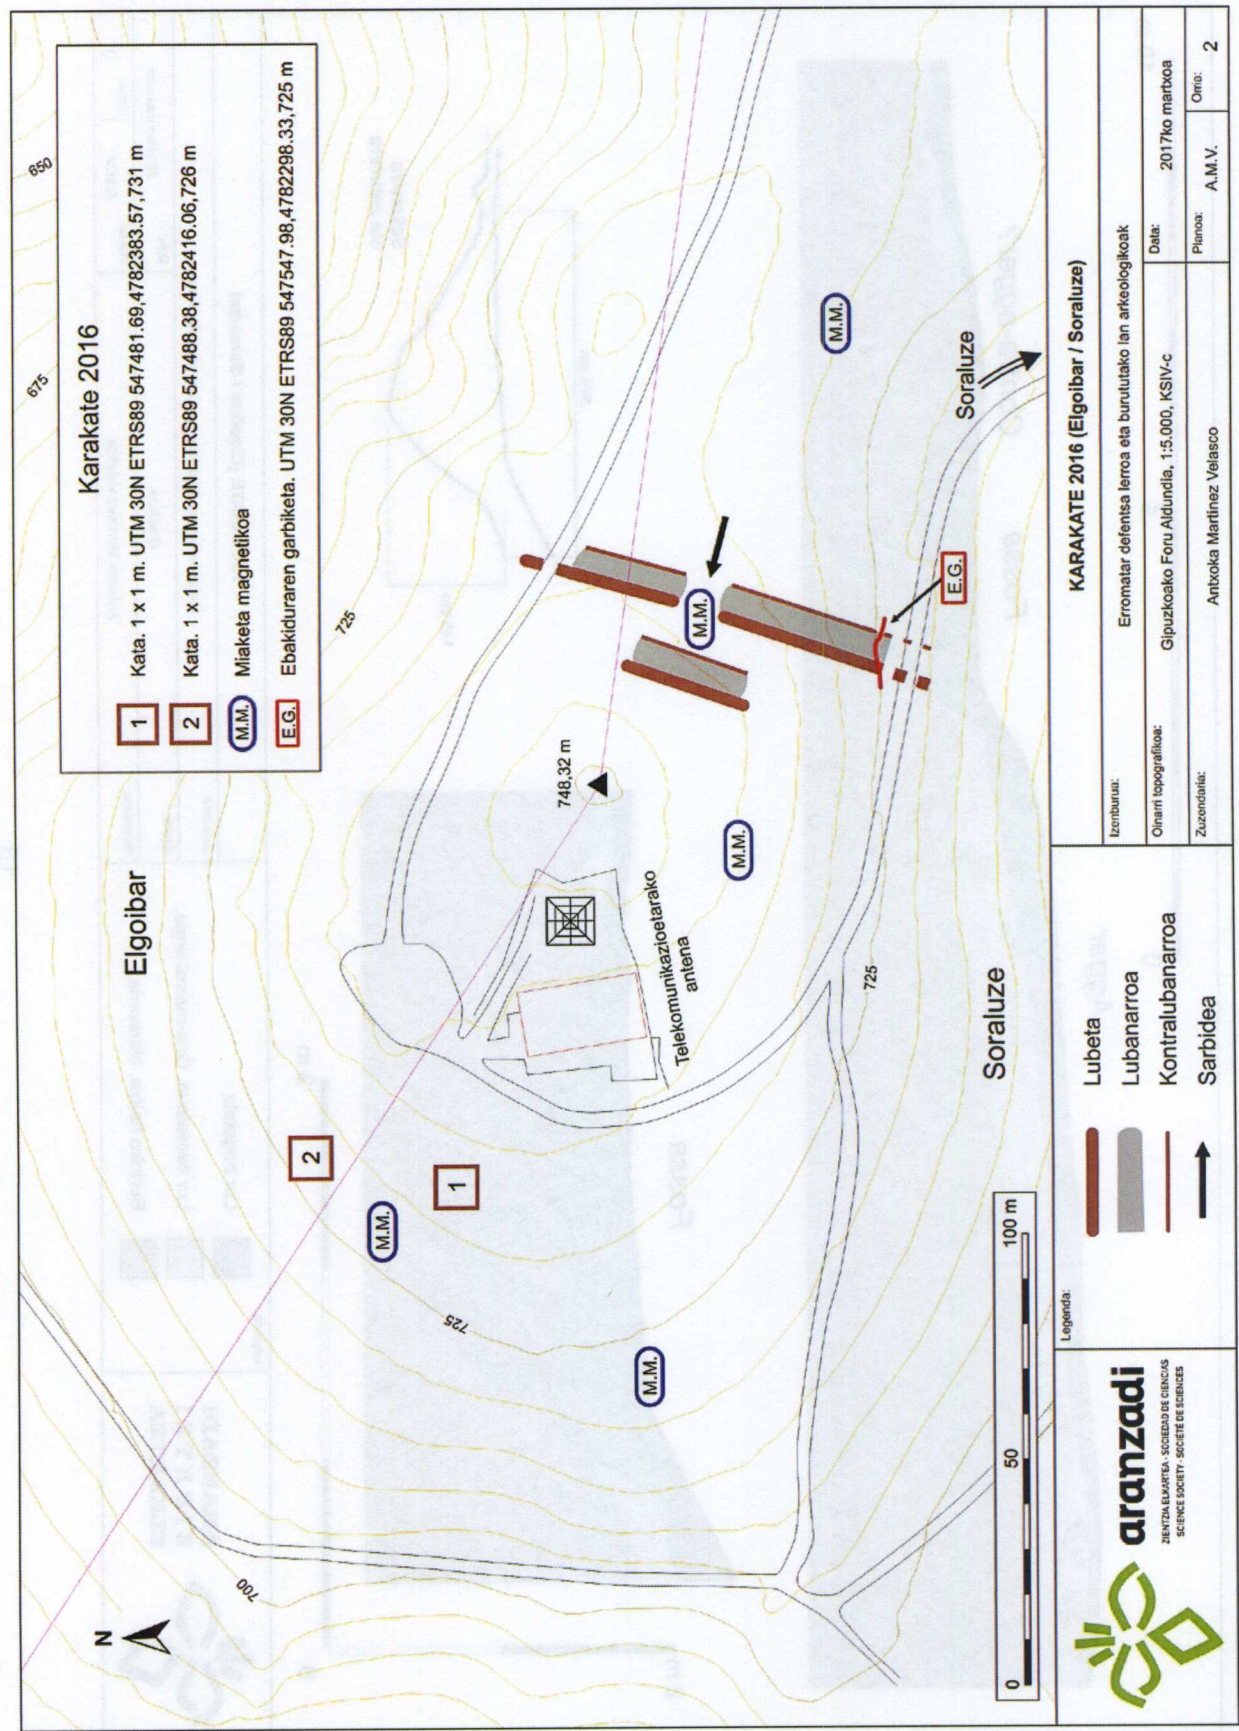 Karakate 2016
1 Kata. 1 x 1 m. UTM 30N ETRS89 547481.69,4782383.57,731 m
2 Kata. 1 x 1 m. UTM 30N ETRS89 547488.38,4782416.06,726 m
M.M. Miaketa magnetikoa
E.G. Ebakiduraren garbiketa. UTM 30N ETRS89 547547.98,4782298.33,725 m
N
Elgoibar
650
675
700
725
725
725
2
1
M.M.
M.M.
M.M.
M.M.
M.M.
748,32 m
Telekomunikazioetarako
antena
E.G.
Soraluze
Soraluze
0 50 100 m
aranzadi
ZIENTZIA ELKARTEA · SOCIEDAD DE CIENCIAS
SCIENCE SOCIETY · SOCIÉTÉ DE SCIENCES
Legenda:
Lubeta
Lubanarroa
Kontralubanarroa
Sarbidea
KARAKATE 2016 (Elgoibar / Soraluze)
Izenburua:
Erromatar defentsa lerroa eta burututako lan arkeologikoak
Oinarri topografikoa:
Gipuzkoako Foru Aldundia, 1:5.000, KSIV-c
Data:
2017ko martxoa
Zuzendaria:
Antxoka Martinez Velasco
Planoa:
A.M.V.
Orria:
2